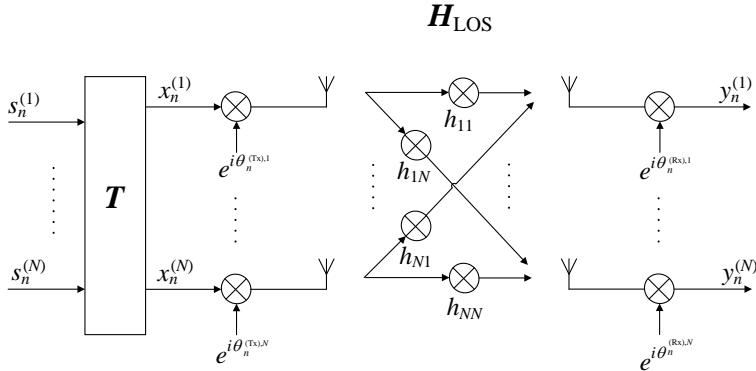 H_LOS
s_n^(1) x_n^(1) h_11 y_n^(1)
e^{iθ_n^{(Tx),1}} h_1N e^{iθ_n^{(Rx),1}}
T
s_n^(N) x_n^(N) h_N1 y_n^(N)
h_NN
e^{iθ_n^{(Tx),N}} e^{iθ_n^{(Rx),N}}